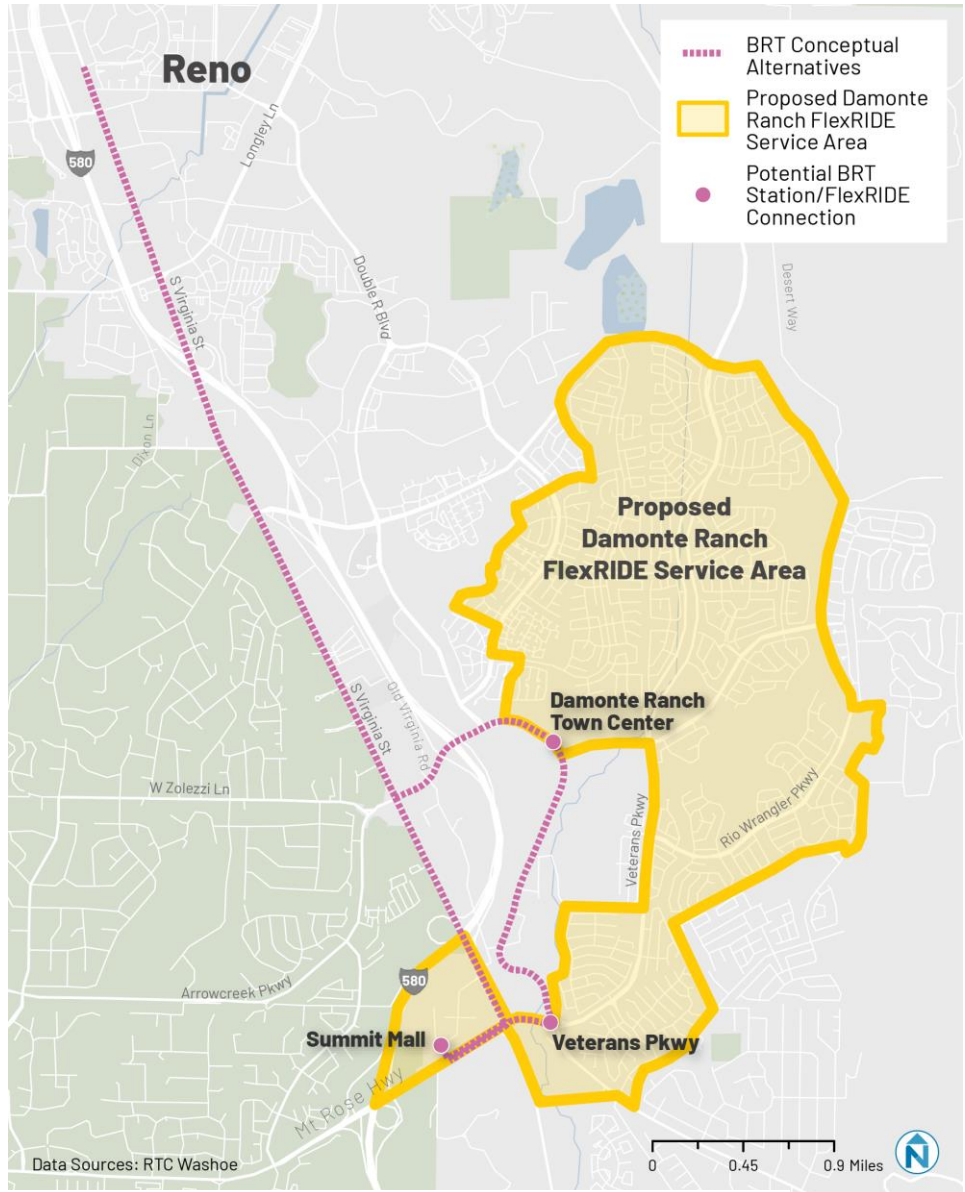 Reno
BRT Conceptual
Alternatives
Proposed Damonte
Ranch FlexRIDE
Service Area
Potential BRT
Station/FlexRIDE
Connection
580
Longley Ln
Double R Blvd
Desert Way
S Virginia St
Dixon Ln
Proposed
Damonte Ranch
FlexRIDE Service Area
S Virginia St
Old Virginia Rd
Damonte Ranch
Town Center
W Zolezzi Ln
Veterans Pkwy
Rio Wrangler Pkwy
580
Arrowcreek Pkwy
Summit Mall
Veterans Pkwy
Mt Rose Hwy
Data Sources: RTC Washoe
0 0.45 0.9 Miles
N